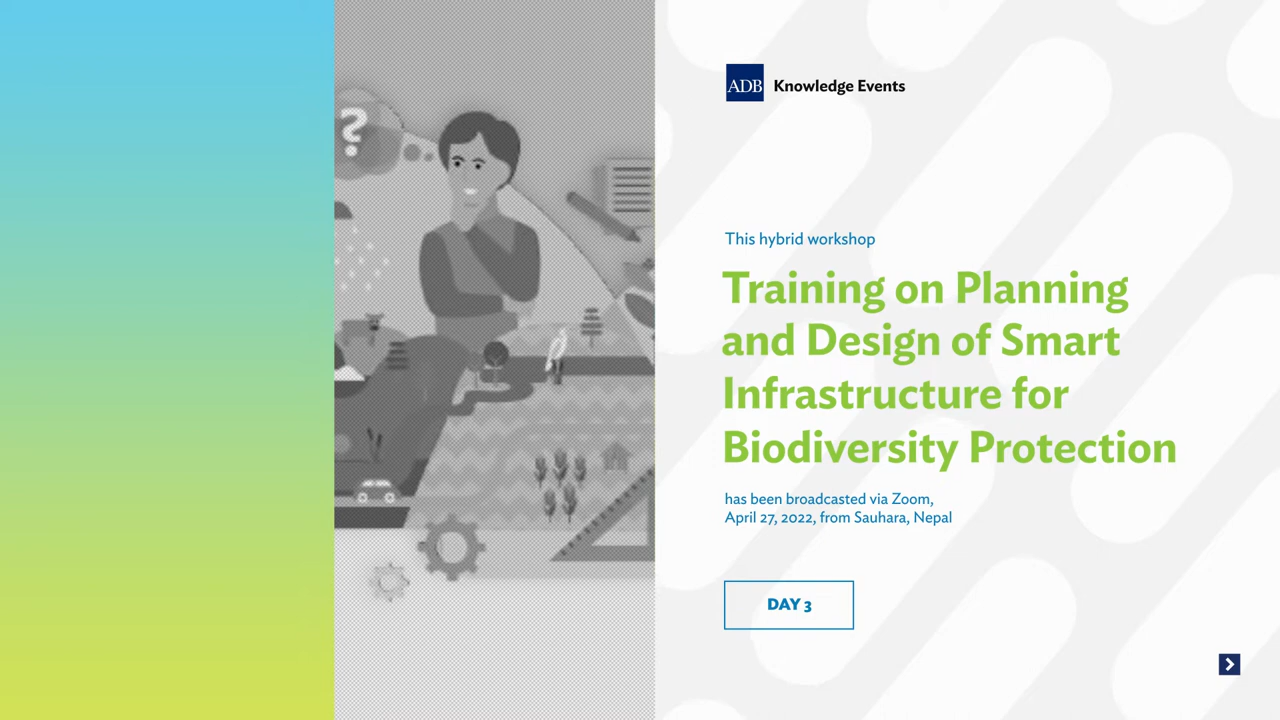 ADB Knowledge Events
?
This hybrid workshop
Training on Planning
and Design of Smart
Infrastructure for
Biodiversity Protection
has been broadcasted via Zoom,
April 27, 2022, from Sauhara, Nepal
DAY 3